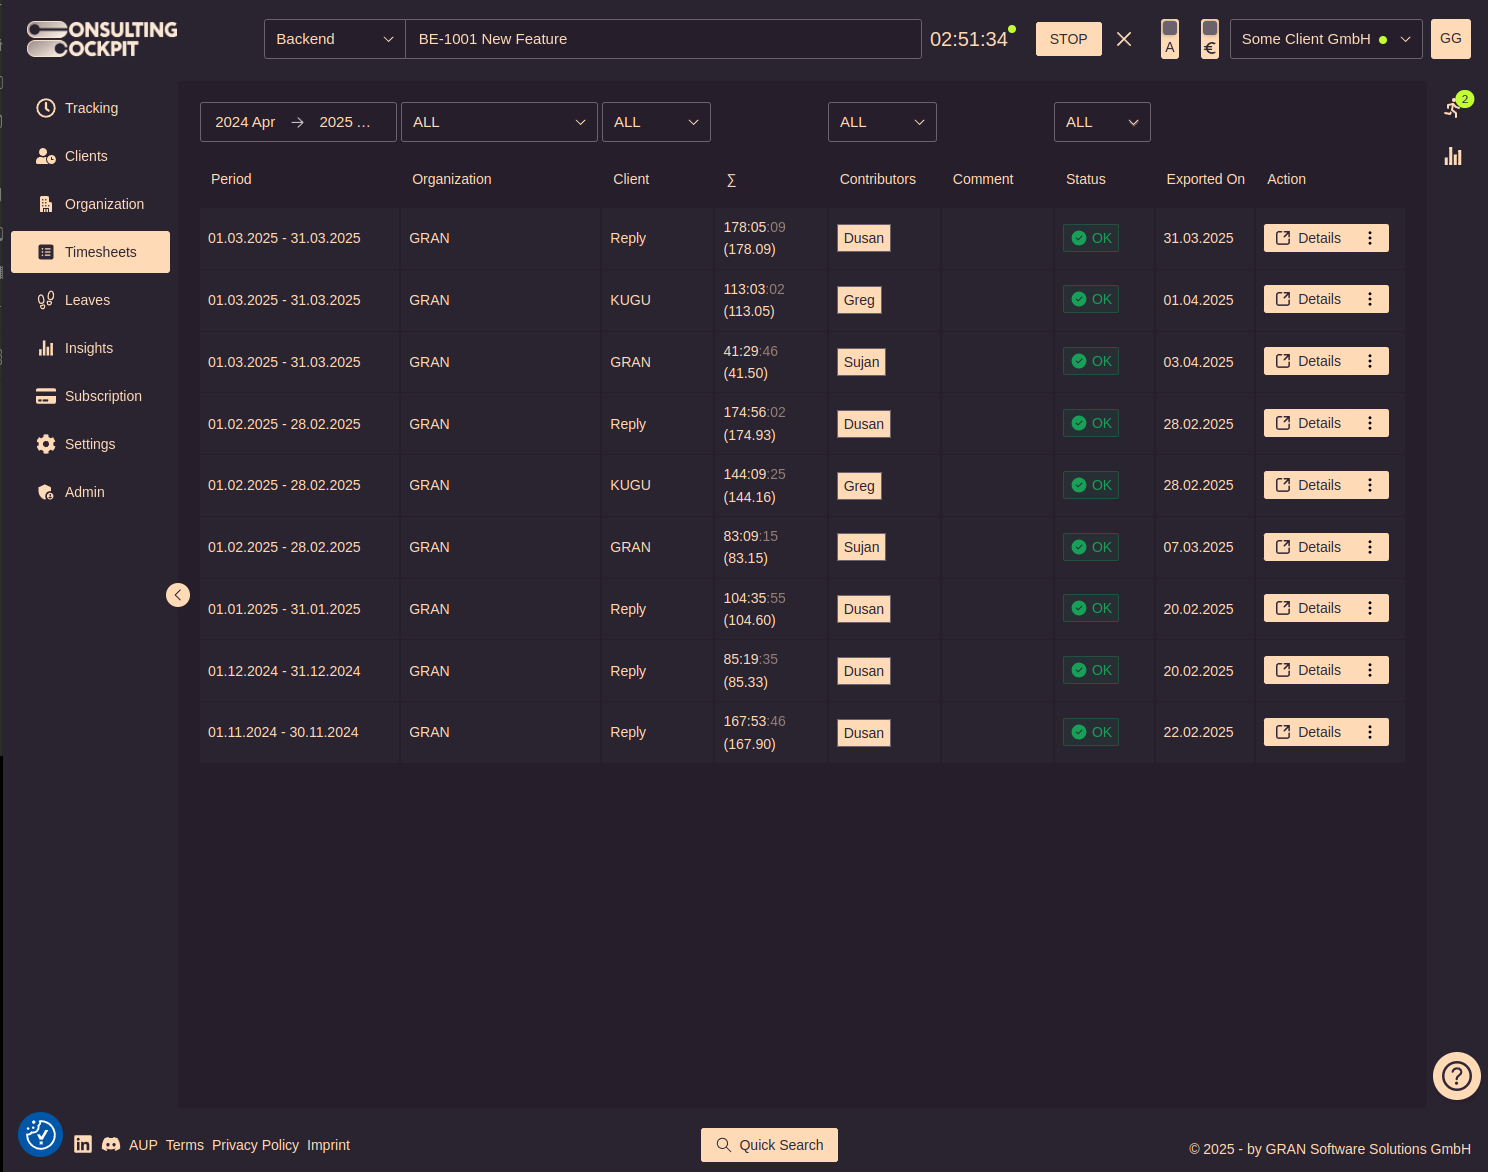 CONSULTING
COCKPIT
Backend BE-1001 New Feature 02:51:34 STOP A € Some Client GmbH GG
Tracking
Clients
Organization
Timesheets
Leaves
Insights
Subscription
Settings
Admin
2024 Apr → 2025 ... ALL ALL ALL ALL
2
Period Organization Client ∑ Contributors Comment Status Exported On Action
01.03.2025 - 31.03.2025 GRAN Reply 178:05:09 (178.09) Dusan OK 31.03.2025 Details
01.03.2025 - 31.03.2025 GRAN KUGU 113:03:02 (113.05) Greg OK 01.04.2025 Details
01.03.2025 - 31.03.2025 GRAN GRAN 41:29:46 (41.50) Sujan OK 03.04.2025 Details
01.02.2025 - 28.02.2025 GRAN Reply 174:56:02 (174.93) Dusan OK 28.02.2025 Details
01.02.2025 - 28.02.2025 GRAN KUGU 144:09:25 (144.16) Greg OK 28.02.2025 Details
01.02.2025 - 28.02.2025 GRAN GRAN 83:09:15 (83.15) Sujan OK 07.03.2025 Details
01.01.2025 - 31.01.2025 GRAN Reply 104:35:55 (104.60) Dusan OK 20.02.2025 Details
01.12.2024 - 31.12.2024 GRAN Reply 85:19:35 (85.33) Dusan OK 20.02.2025 Details
01.11.2024 - 30.11.2024 GRAN Reply 167:53:46 (167.90) Dusan OK 22.02.2025 Details
?
in AUP Terms Privacy Policy Imprint Quick Search © 2025 - by GRAN Software Solutions GmbH